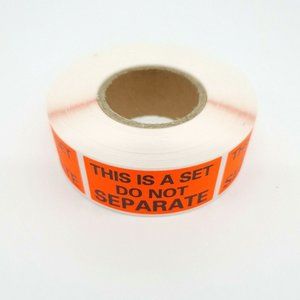 THIS IS A SET
DO NOT
SEPARATE